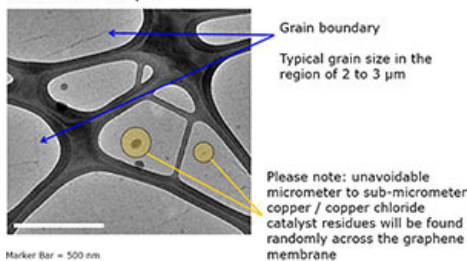 Grain boundary
Typical grain size in the
region of 2 to 3 µm
Please note: unavoidable
micrometer to sub-micrometer
copper / copper chloride
catalyst residues will be found
randomly across the graphene
membrane
Marker Bar = 500 nm